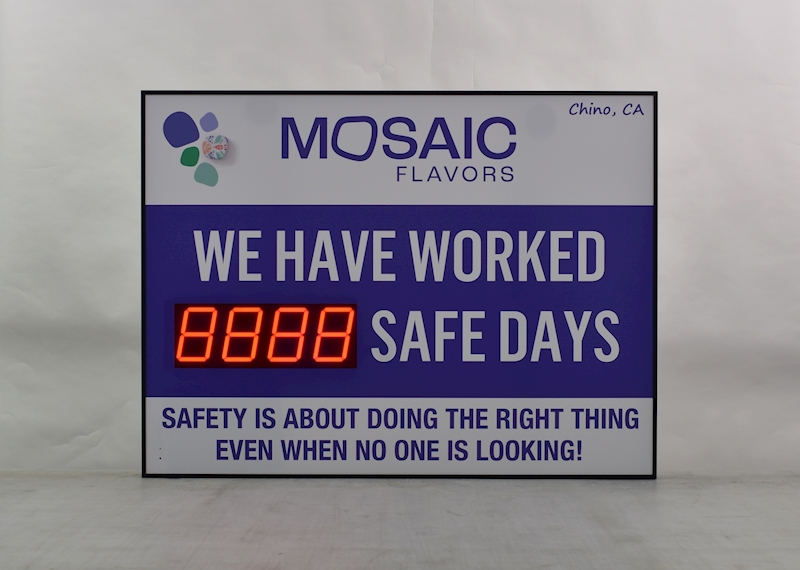 Chino, CA
MOSAIC
FLAVORS
WE HAVE WORKED
8888 SAFE DAYS
SAFETY IS ABOUT DOING THE RIGHT THING
EVEN WHEN NO ONE IS LOOKING!